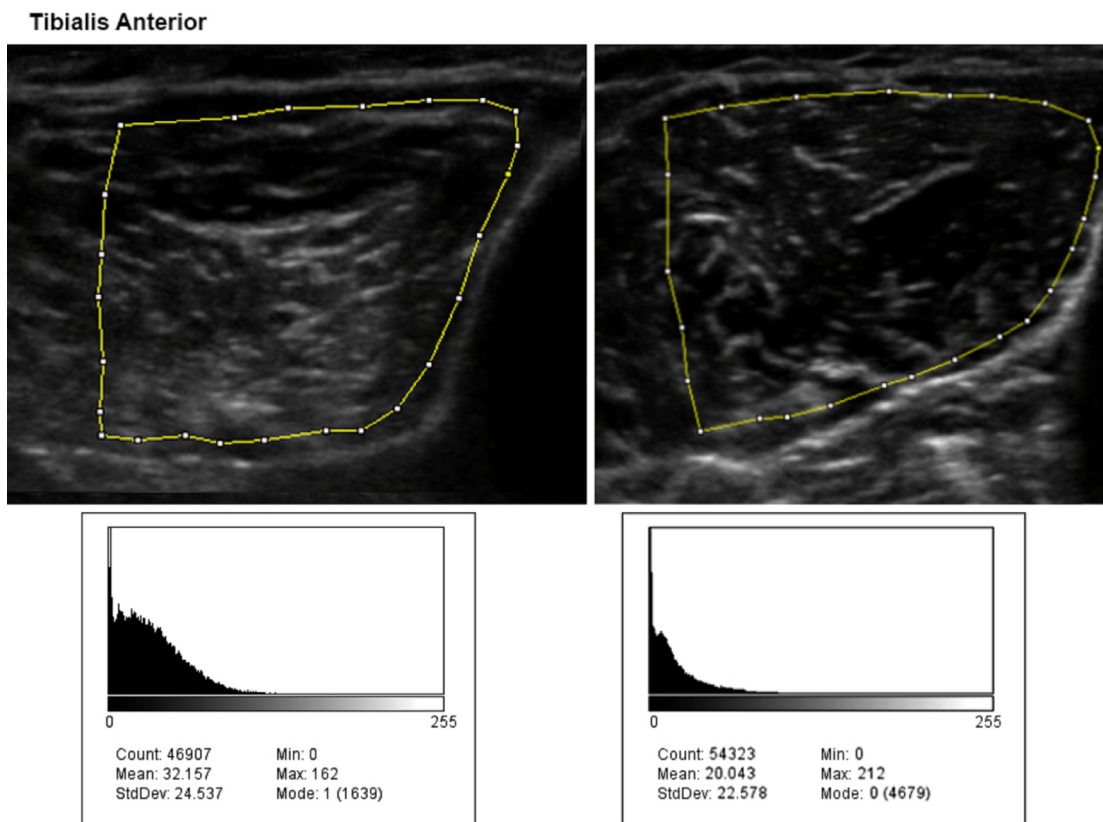 Tibialis Anterior
0 255
Count: 46907 Min: 0
Mean: 32.157 Max: 162
StdDev: 24.537 Mode: 1 (1639)
0 255
Count: 54323 Min: 0
Mean: 20.043 Max: 212
StdDev: 22.578 Mode: 0 (4679)